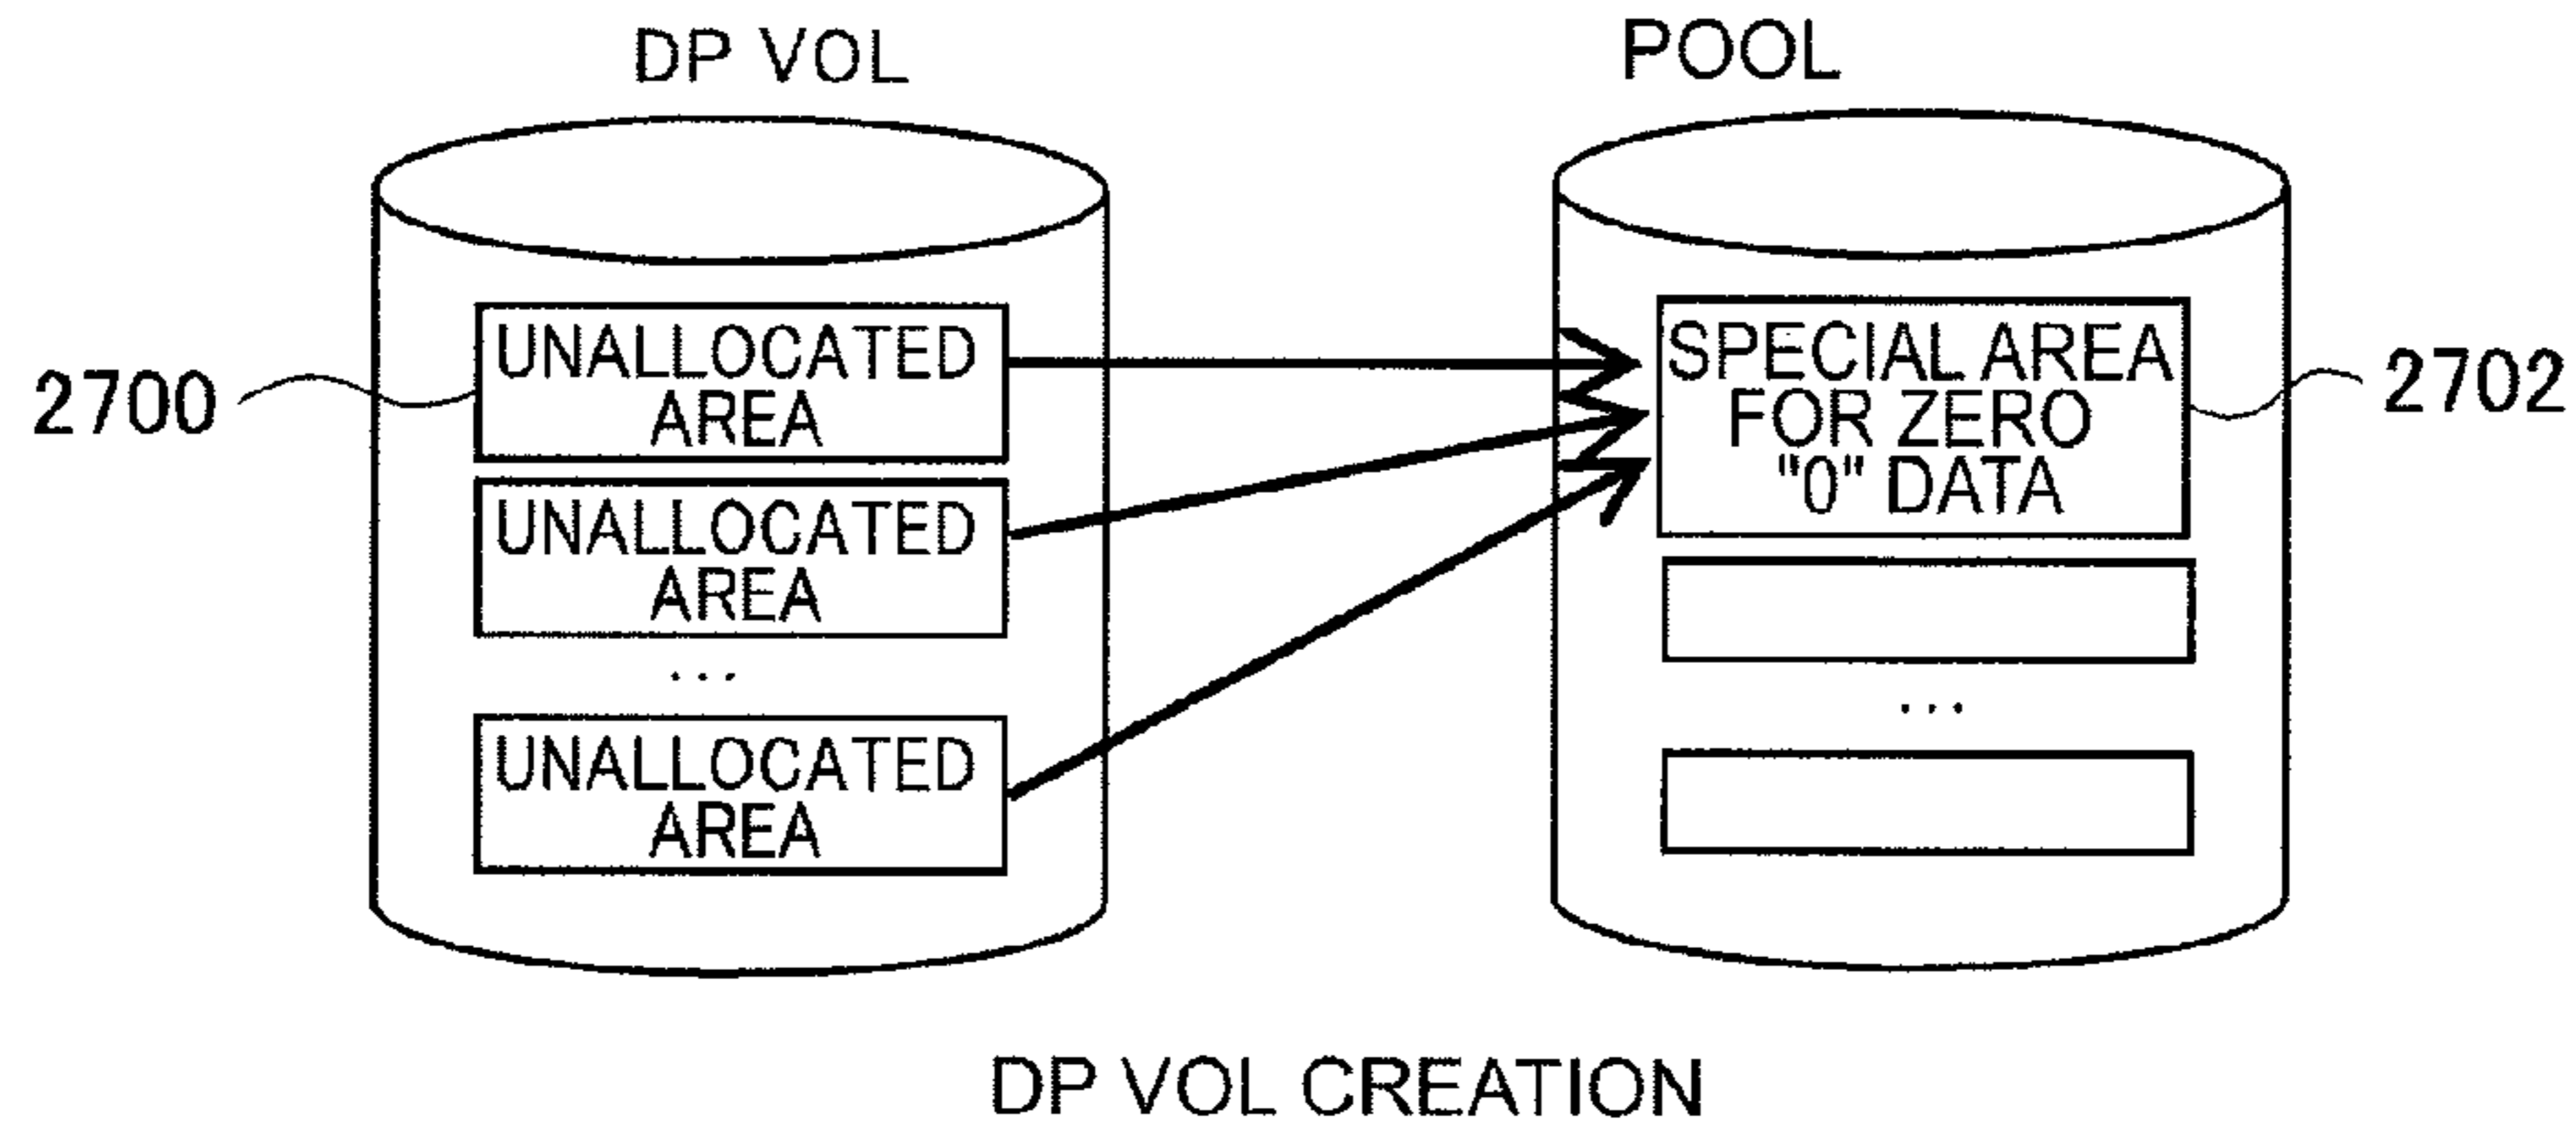 DP VOL
POOL
UNALLOCATED
AREA
2700
UNALLOCATED
AREA
...
UNALLOCATED
AREA
SPECIAL AREA
FOR ZERO
"0" DATA
2702
...
DP VOL CREATION